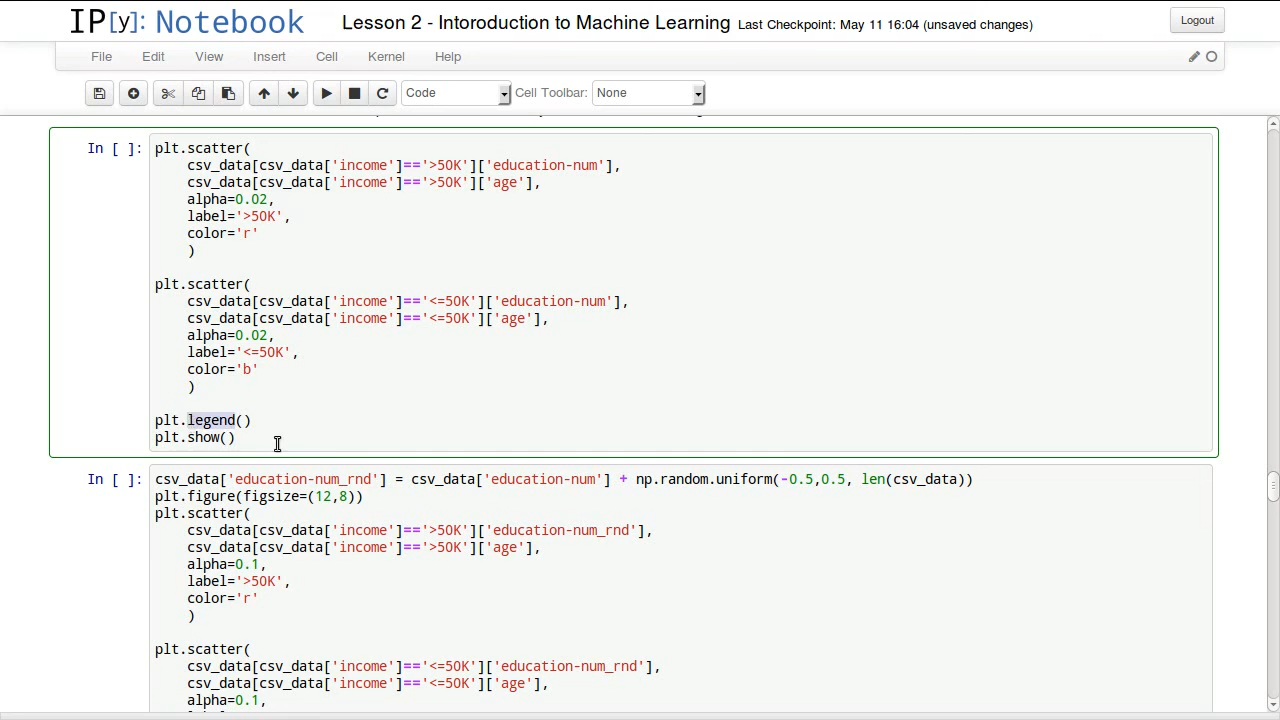 IP[y]: Notebook Lesson 2 - Intoroduction to Machine Learning Last Checkpoint: May 11 16:04 (unsaved changes) Logout
File Edit View Insert Cell Kernel Help
Code Cell Toolbar: None
In [ ]: plt.scatter(
csv_data[csv_data['income']=='>50K']['education-num'],
csv_data[csv_data['income']=='>50K']['age'],
alpha=0.02,
label='>50K',
color='r'
)
plt.scatter(
csv_data[csv_data['income']=='<=50K']['education-num'],
csv_data[csv_data['income']=='<=50K']['age'],
alpha=0.02,
label='<=50K',
color='b'
)
plt.legend()
plt.show()
In [ ]: csv_data['education-num_rnd'] = csv_data['education-num'] + np.random.uniform(-0.5,0.5, len(csv_data))
plt.figure(figsize=(12,8))
plt.scatter(
csv_data[csv_data['income']=='>50K']['education-num_rnd'],
csv_data[csv_data['income']=='>50K']['age'],
alpha=0.1,
label='>50K',
color='r'
)
plt.scatter(
csv_data[csv_data['income']=='<=50K']['education-num_rnd'],
csv_data[csv_data['income']=='<=50K']['age'],
alpha=0.1,